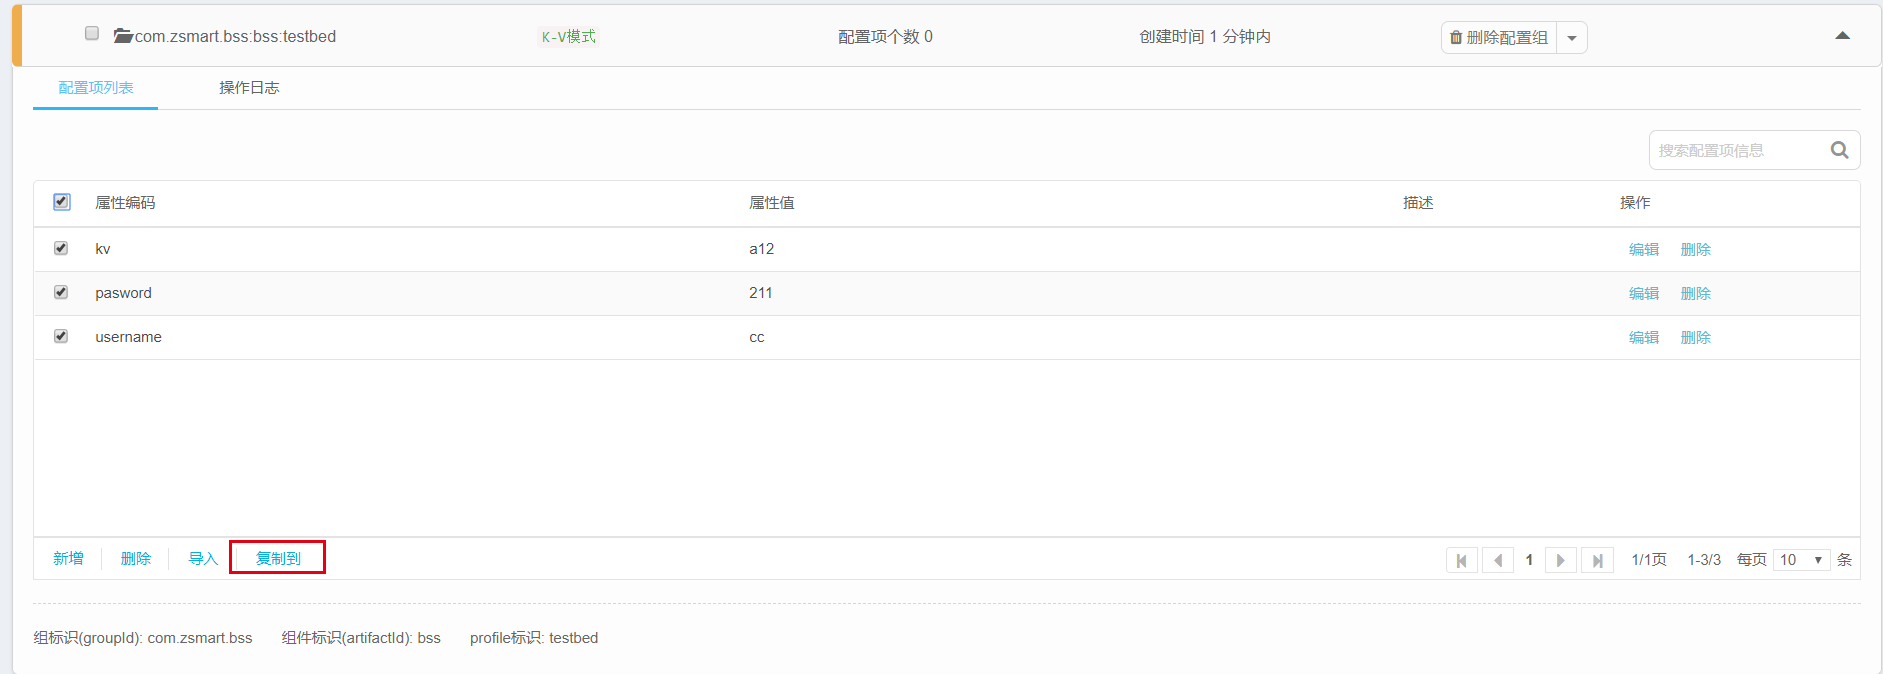 com.zsmart.bss:bss:testbed K-V模式 配置项个数 0 创建时间 1 分钟内 删除配置组
配置项列表 操作日志
搜索配置项信息
属性编码 属性值 描述 操作
kv a12 编辑 删除
pasword 211 编辑 删除
username cc 编辑 删除
新增 删除 导入 复制到 1 1/1页 1-3/3 每页 10 条
组标识(groupId): com.zsmart.bss 组件标识(artifactId): bss profile标识: testbed